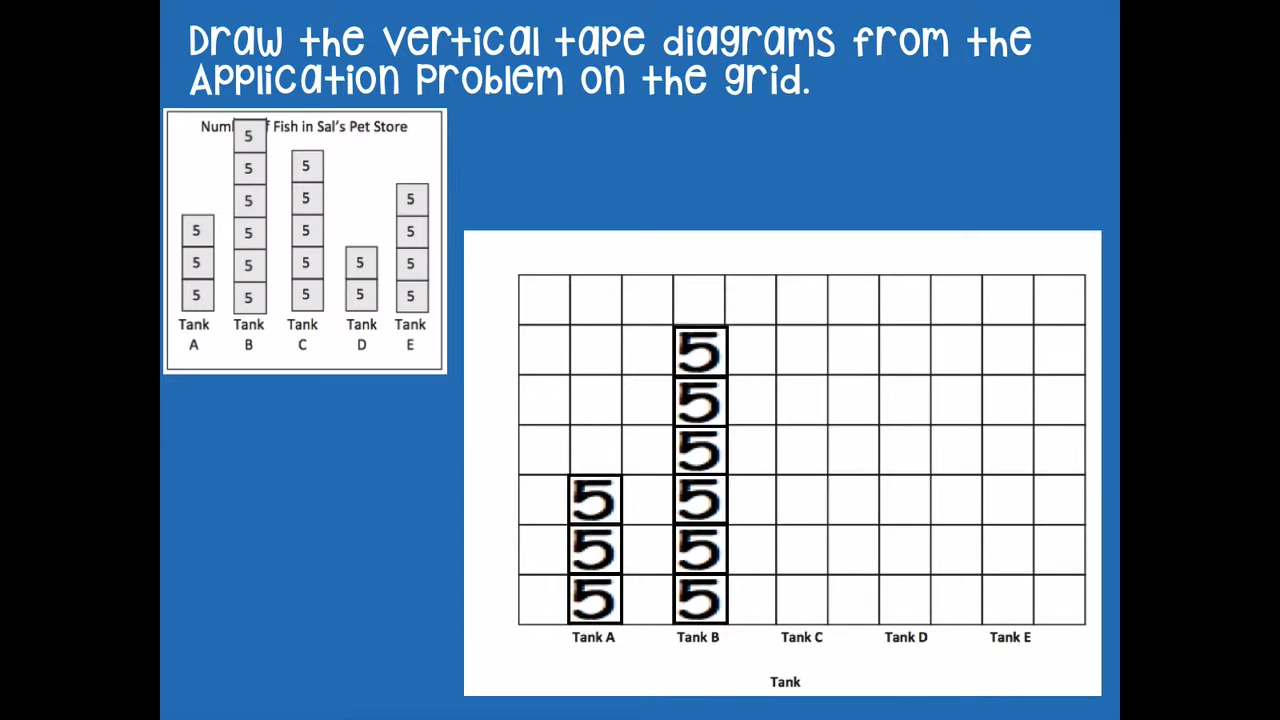 Draw the vertical tape diagrams from the
Application Problem on the grid.
Num f Fish in Sal's Pet Store
5
5 5
5 5 5
5 5 5 5
5 5 5 5 5
5 5 5 5 5
Tank Tank Tank Tank Tank
A B C D E
5
5
5
5 5
5 5
5 5
Tank A Tank B Tank C Tank D Tank E
Tank